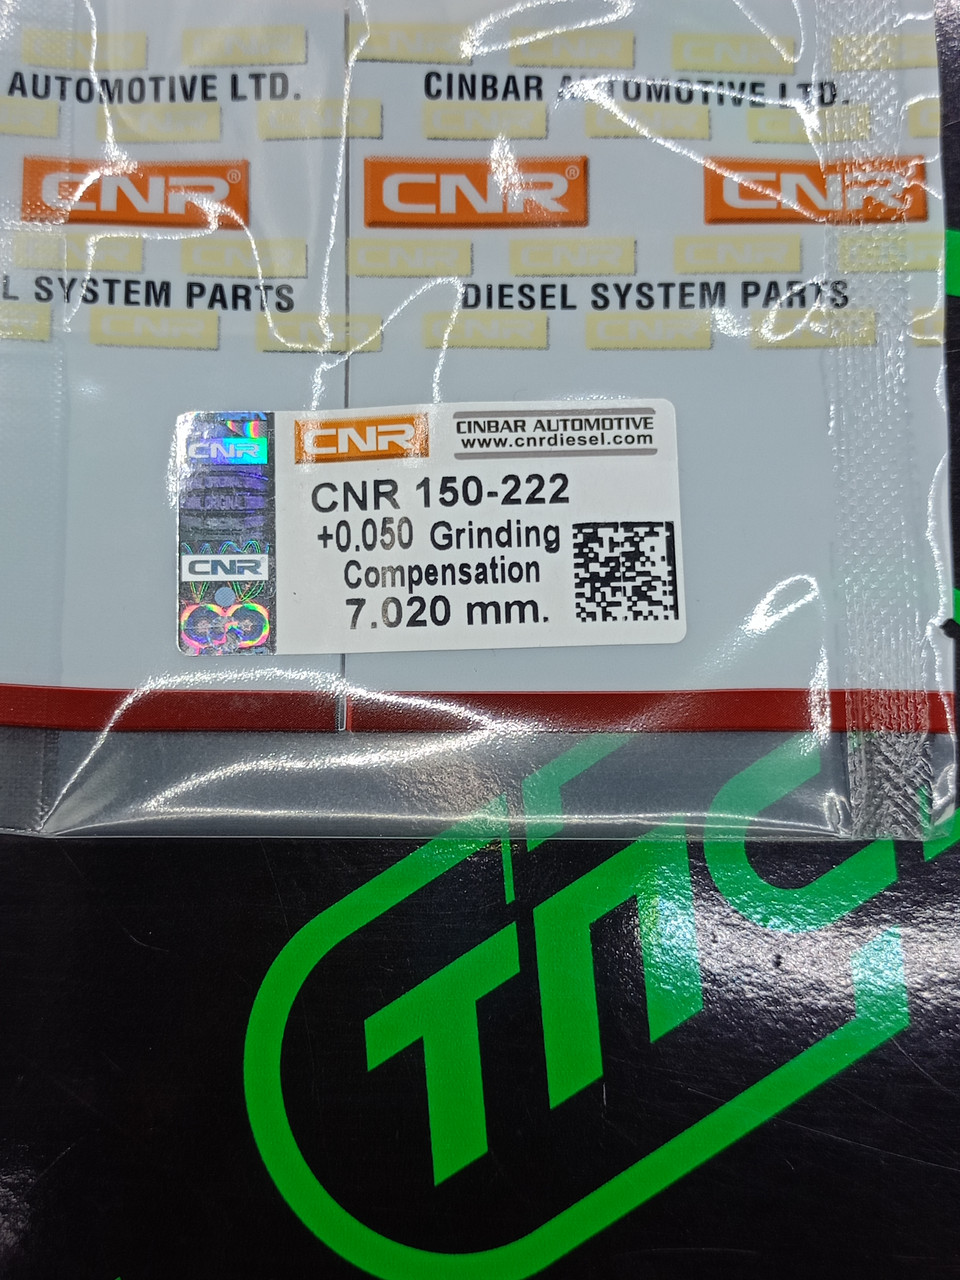 AUTOMOTIVE LTD.
CINBAR AUTOMOTIVE LTD.
CNR®
CNR®
CNR
L SYSTEM PARTS
DIESEL SYSTEM PARTS
CNR
CNR
CINBAR AUTOMOTIVE
www.cnrdiesel.com
CNR 150-222
+0.050 Grinding
Compensation
7.020 mm.
CNR
ТПС